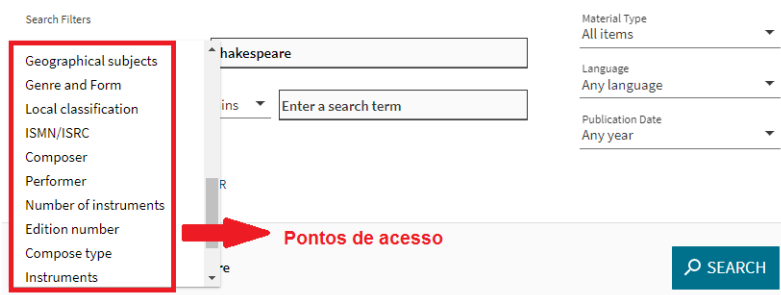 Search Filters
Geographical subjects
Genre and Form
Local classification
ISMN/ISRC
Composer
Performer
Number of instruments
Edition number
Compose type
Instruments
hakespeare
ins
Enter a search term
R
re
Pontos de acesso
Material Type
All items
Language
Any language
Publication Date
Any year
SEARCH